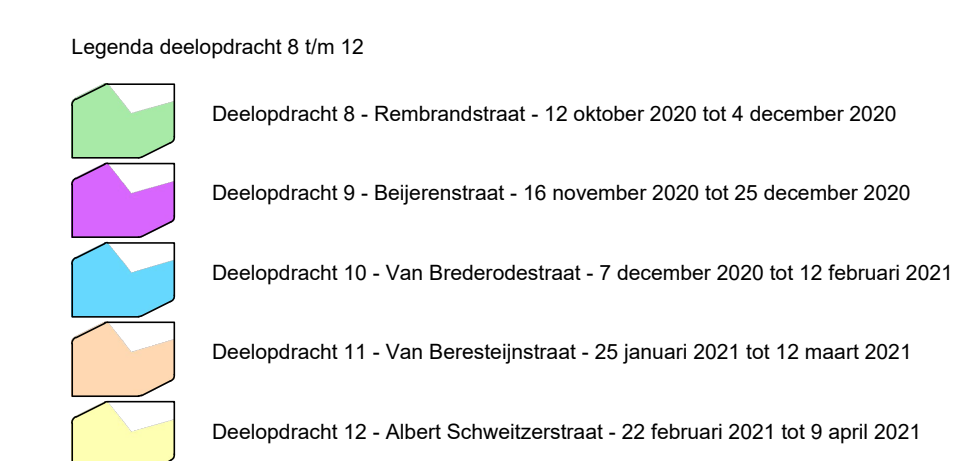 Legenda deelopdracht 8 t/m 12
Deelopdracht 8 - Rembrandstraat - 12 oktober 2020 tot 4 december 2020
Deelopdracht 9 - Beijerenstraat - 16 november 2020 tot 25 december 2020
Deelopdracht 10 - Van Brederodestraat - 7 december 2020 tot 12 februari 2021
Deelopdracht 11 - Van Beresteijnstraat - 25 januari 2021 tot 12 maart 2021
Deelopdracht 12 - Albert Schweitzerstraat - 22 februari 2021 tot 9 april 2021